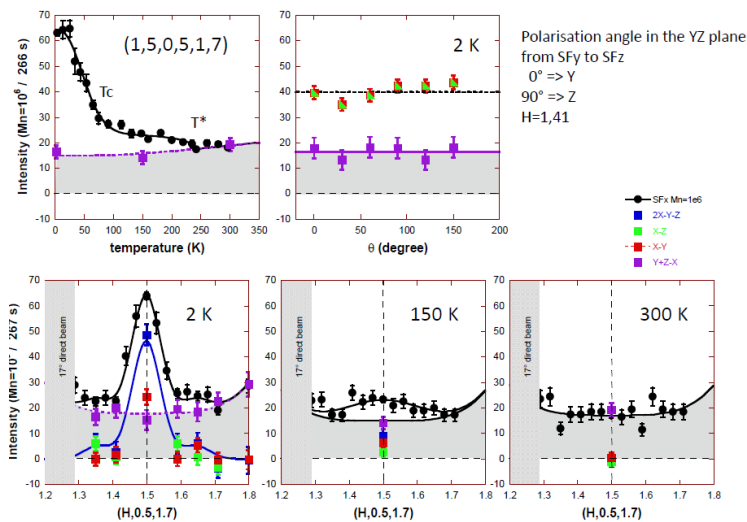 (1,5,0,5,1,7)
Tc
T*
Intensity (Mn=10⁶ / 266 s)
70
60
50
40
30
20
10
0
-10
0 50 100 150 200 250 300 350
temperature (K)
2 K
70
60
50
40
30
20
10
0
-10
0 50 100 150 200
θ (degree)
Polarisation angle in the YZ plane
from SFy to SFz
0° => Y
90° => Z
H=1,41
SFx Mn=1e6
2X-Y-Z
X-Z
X-Y
Y+Z-X
2 K
17° direct beam
70
60
50
40
30
20
10
0
-10
1.2 1.3 1.4 1.5 1.6 1.7 1.8
(H,0.5,1.7)
150 K
17° direct beam
70
60
50
40
30
20
10
0
-10
1.2 1.3 1.4 1.5 1.6 1.7 1.8
(H,0.5,1.7)
300 K
17° direct beam
70
60
50
40
30
20
10
0
-10
1.2 1.3 1.4 1.5 1.6 1.7 1.8
(H,0.5,1.7)